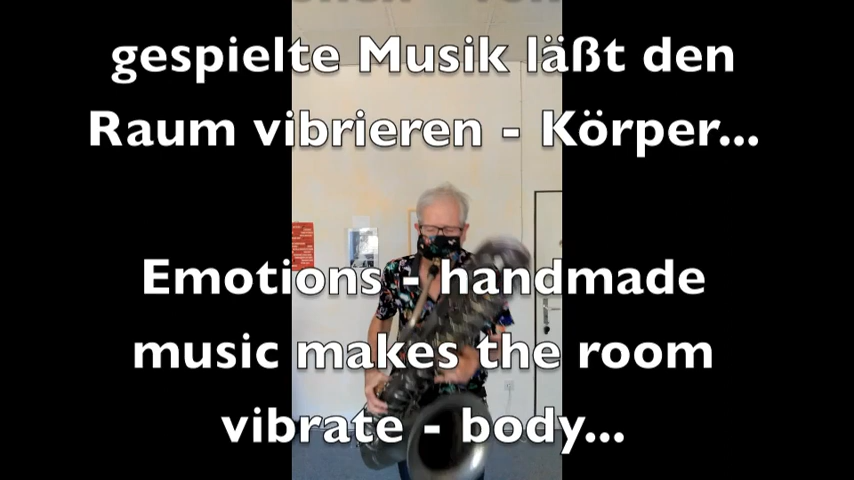 gespielte Musik läßt den
Raum vibrieren - Körper...
Emotions - handmade
music makes the room
vibrate - body...